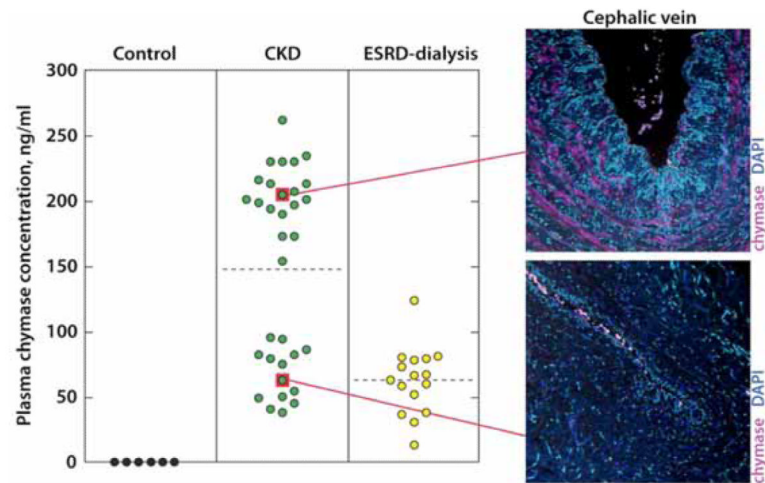 Cephalic vein
Control CKD ESRD-dialysis
300
250
200
150
100
50
0
Plasma chymase concentration, ng/ml
chymase DAPI
chymase DAPI